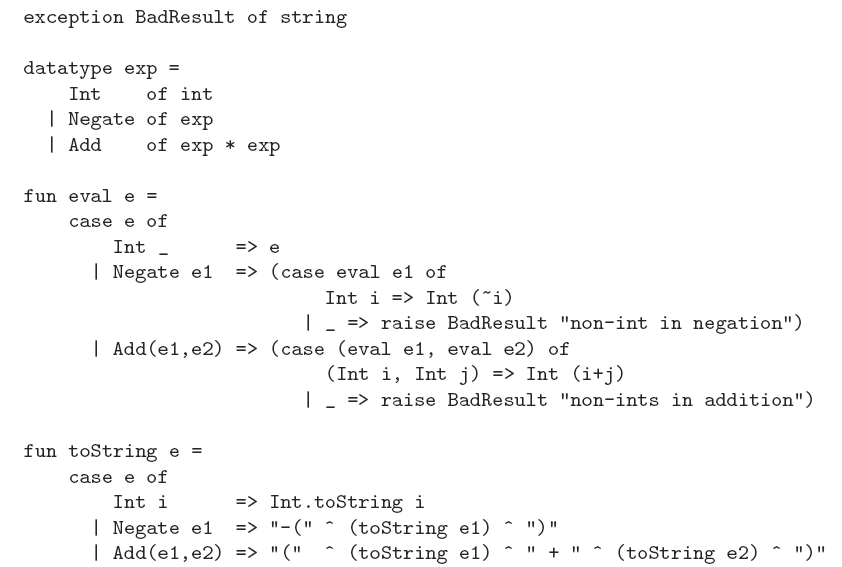 exception BadResult of string
datatype exp =
    Int    of int
  | Negate of exp
  | Add    of exp * exp
fun eval e =
    case e of
        Int _      => e
      | Negate e1  => (case eval e1 of
                          Int i => Int (~i)
                        | _ => raise BadResult "non-int in negation")
      | Add(e1,e2) => (case (eval e1, eval e2) of
                          (Int i, Int j) => Int (i+j)
                        | _ => raise BadResult "non-ints in addition")
fun toString e =
    case e of
        Int i      => Int.toString i
      | Negate e1  => "-(" ^ (toString e1) ^ ")"
      | Add(e1,e2) => "("  ^ (toString e1) ^ " + " ^ (toString e2) ^ ")"